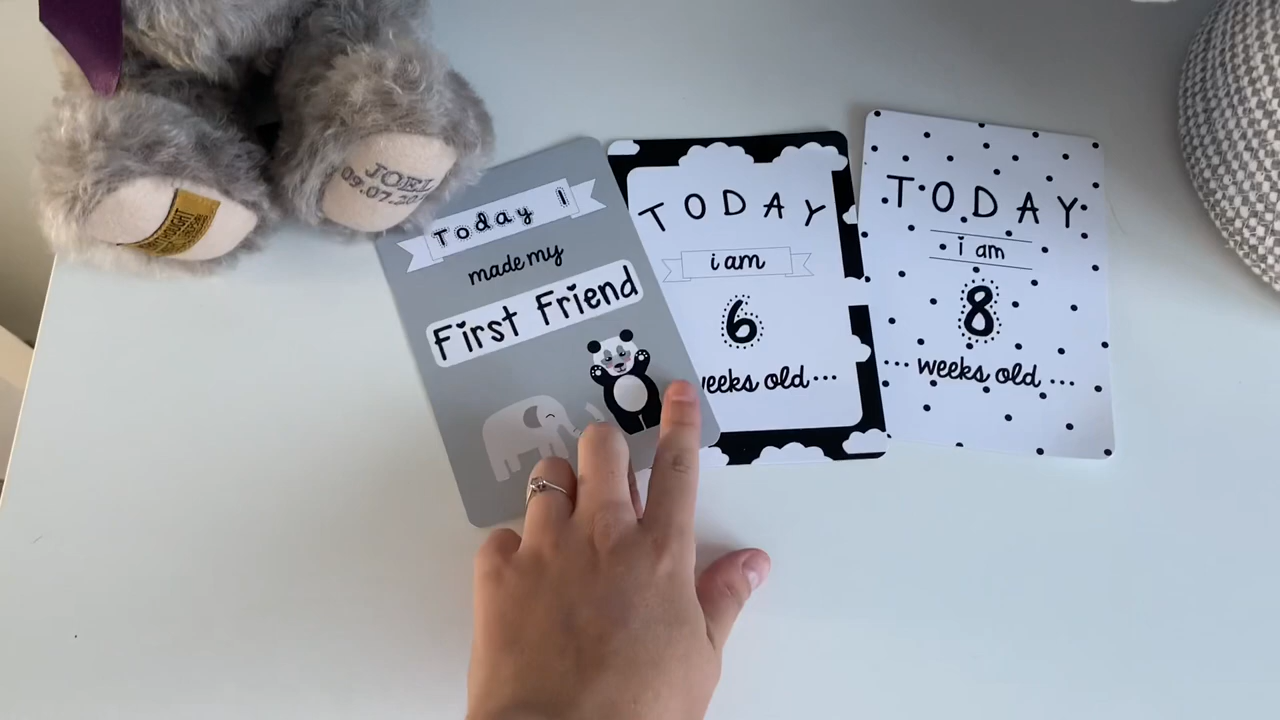 JOEL
Today I
made my
First Friend
TODAY
i am
6
weeks old...
TODAY
i am
8
... weeks old ...